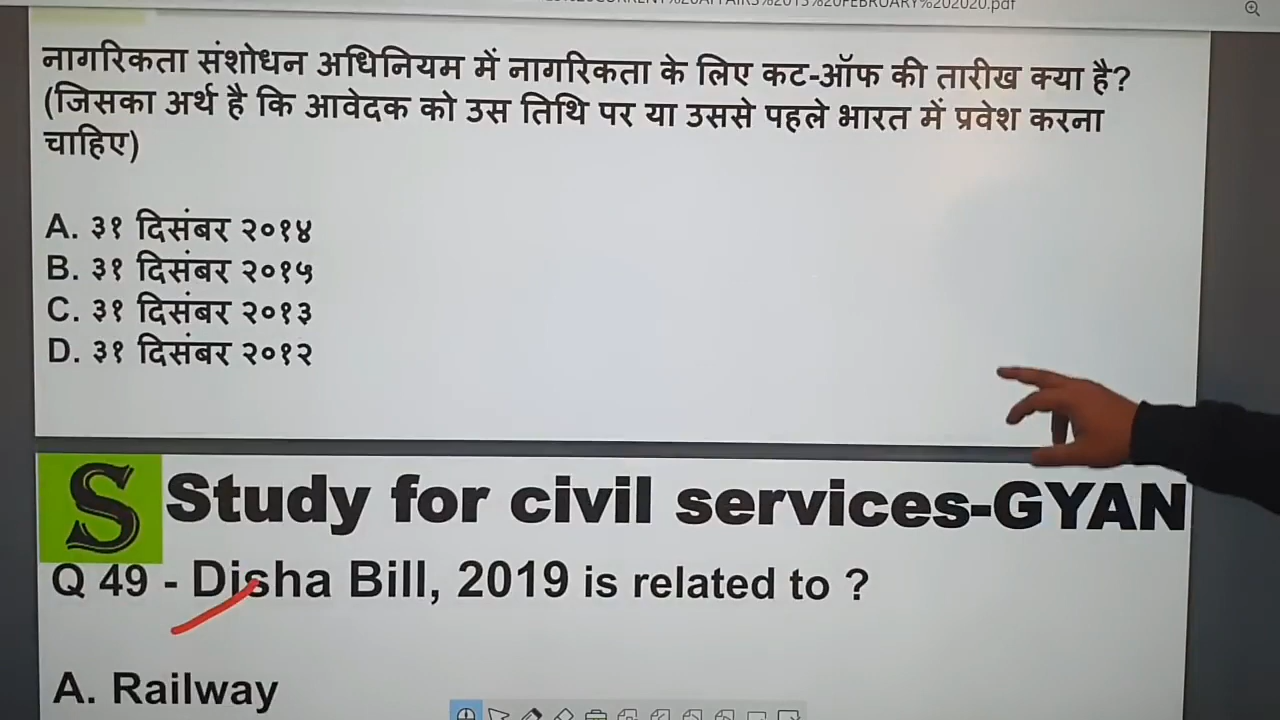 नागरिकता संशोधन अधिनियम में नागरिकता के लिए कट-ऑफ की तारीख क्या है?
(जिसका अर्थ है कि आवेदक को उस तिथि पर या उससे पहले भारत में प्रवेश करना
चाहिए)
A. ३१ दिसंबर २०१४
B. ३१ दिसंबर २०१५
C. ३१ दिसंबर २०१३
D. ३१ दिसंबर २०१२
S Study for civil services-GYAN
Q 49 - Disha Bill, 2019 is related to ?
A. Railway